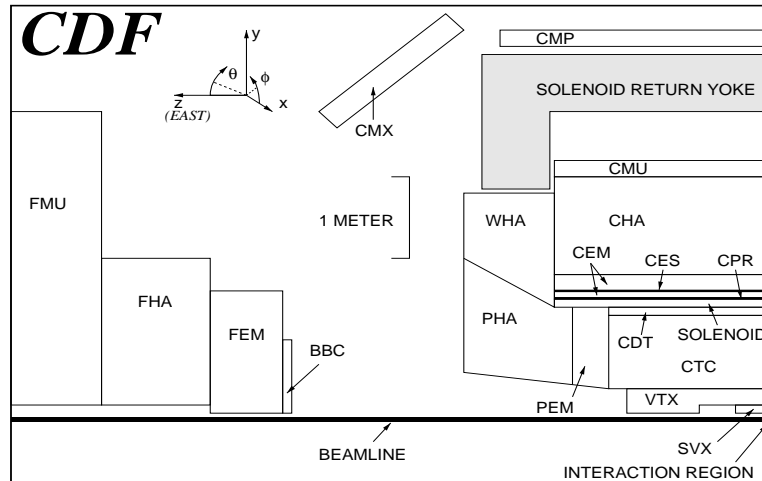 CDF
y
θ
ϕ
z
x
(EAST)
CMP
SOLENOID RETURN YOKE
CMX
CMU
FMU
1 METER
WHA
CHA
CEM
CES
CPR
FHA
FEM
PHA
CDT
SOLENOID
BBC
CTC
PEM
VTX
BEAMLINE
SVX
INTERACTION REGION